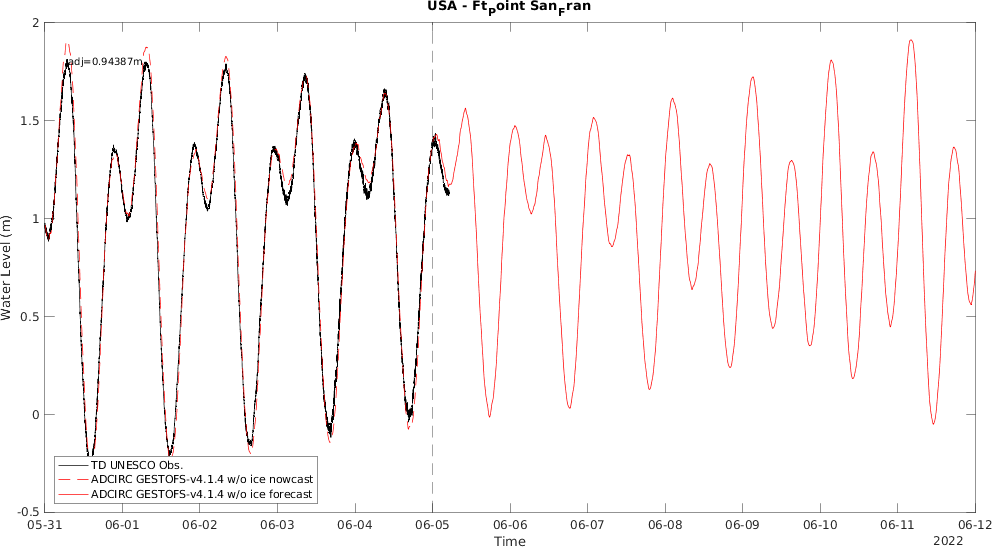 USA - FtPoint SanFran
adj=0.94387m
2
1.5
1
0.5
0
-0.5
Water Level (m)
TD UNESCO Obs.
ADCIRC GESTOFS-v4.1.4 w/o ice nowcast
ADCIRC GESTOFS-v4.1.4 w/o ice forecast
05-31 06-01 06-02 06-03 06-04 06-05 06-06 06-07 06-08 06-09 06-10 06-11 06-12
Time
2022